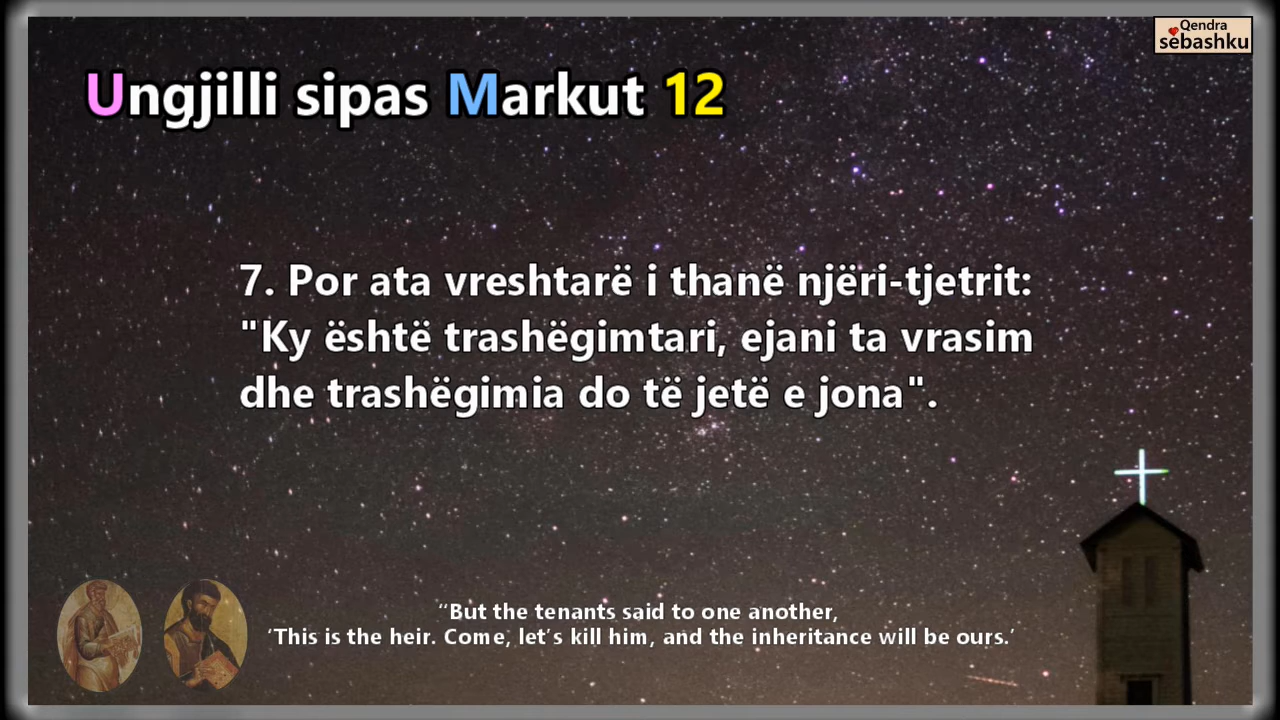 Qendra
sëbashku
Ungjilli sipas Markut 12
7. Por ata vreshtarë i thanë njëri-tjetrit:
"Ky është trashëgimtari, ejani ta vrasim
dhe trashëgimia do të jetë e jona".
“But the tenants said to one another,
‘This is the heir. Come, let’s kill him, and the inheritance will be ours.’